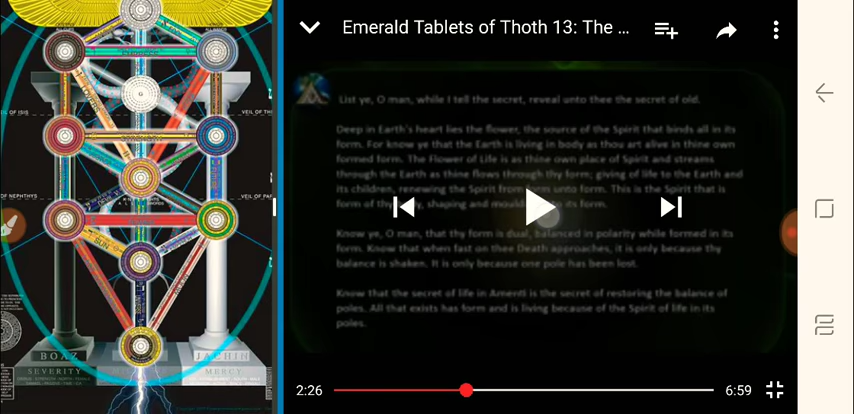 VEIL OF TH
OF ISIS
STRENGTH
LOVERS
OF NEPHTHYS
VEIL OF PAR
SUN
BOAZ
JACHIN
SEVERITY
MERCY
Emerald Tablets of Thoth 13: The ...
List ye, O man, while I tell the secret, reveal unto thee the secret of old.
Deep in Earth's heart lies the flower, the source of the Spirit that binds all in its
form. For know ye that the Earth is living in body as thou art alive in thine own
formed form. The Flower of Life is as thine own place of Spirit and streams
through the Earth as thine flows through thy form; giving of life to the Earth and
its children, renewing the Spirit from form unto form. This is the Spirit that is
form of thy shaping and its form.
Know ye, O man, that thy form is dual, balanced in polarity while formed in its
form. Know that when fast on thee Death approaches, it is only because thy
balance is shaken. It is only because one pole has been lost.
Know that the secret of life in Amenti is the secret of restoring the balance of
poles. All that exists has form and is living because of the Spirit of life in its
poles.
2:26
6:59